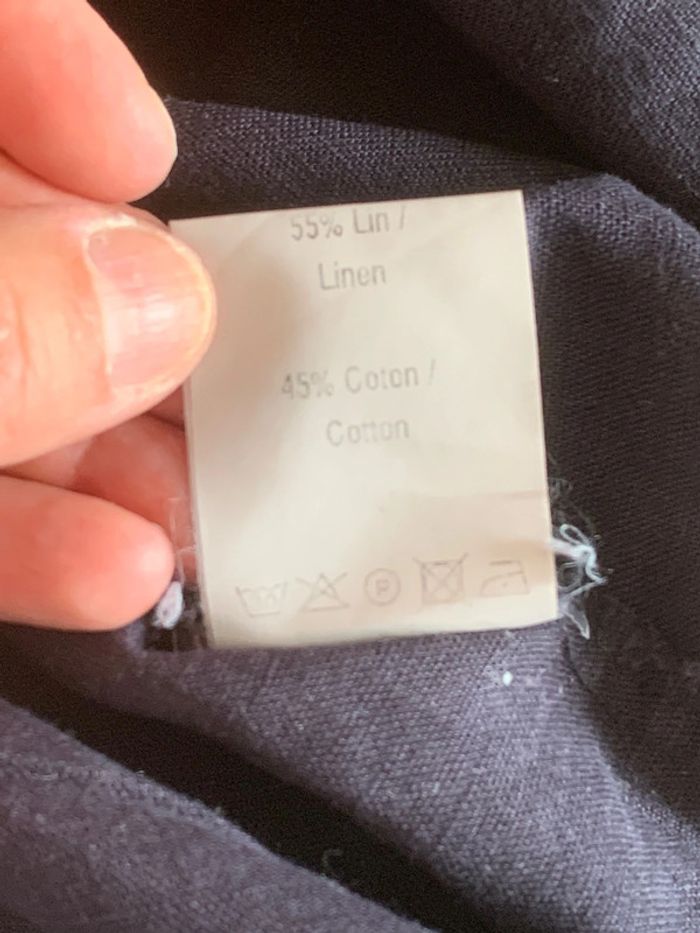 55% Lin /
Linen
45% Coton /
Cotton
P